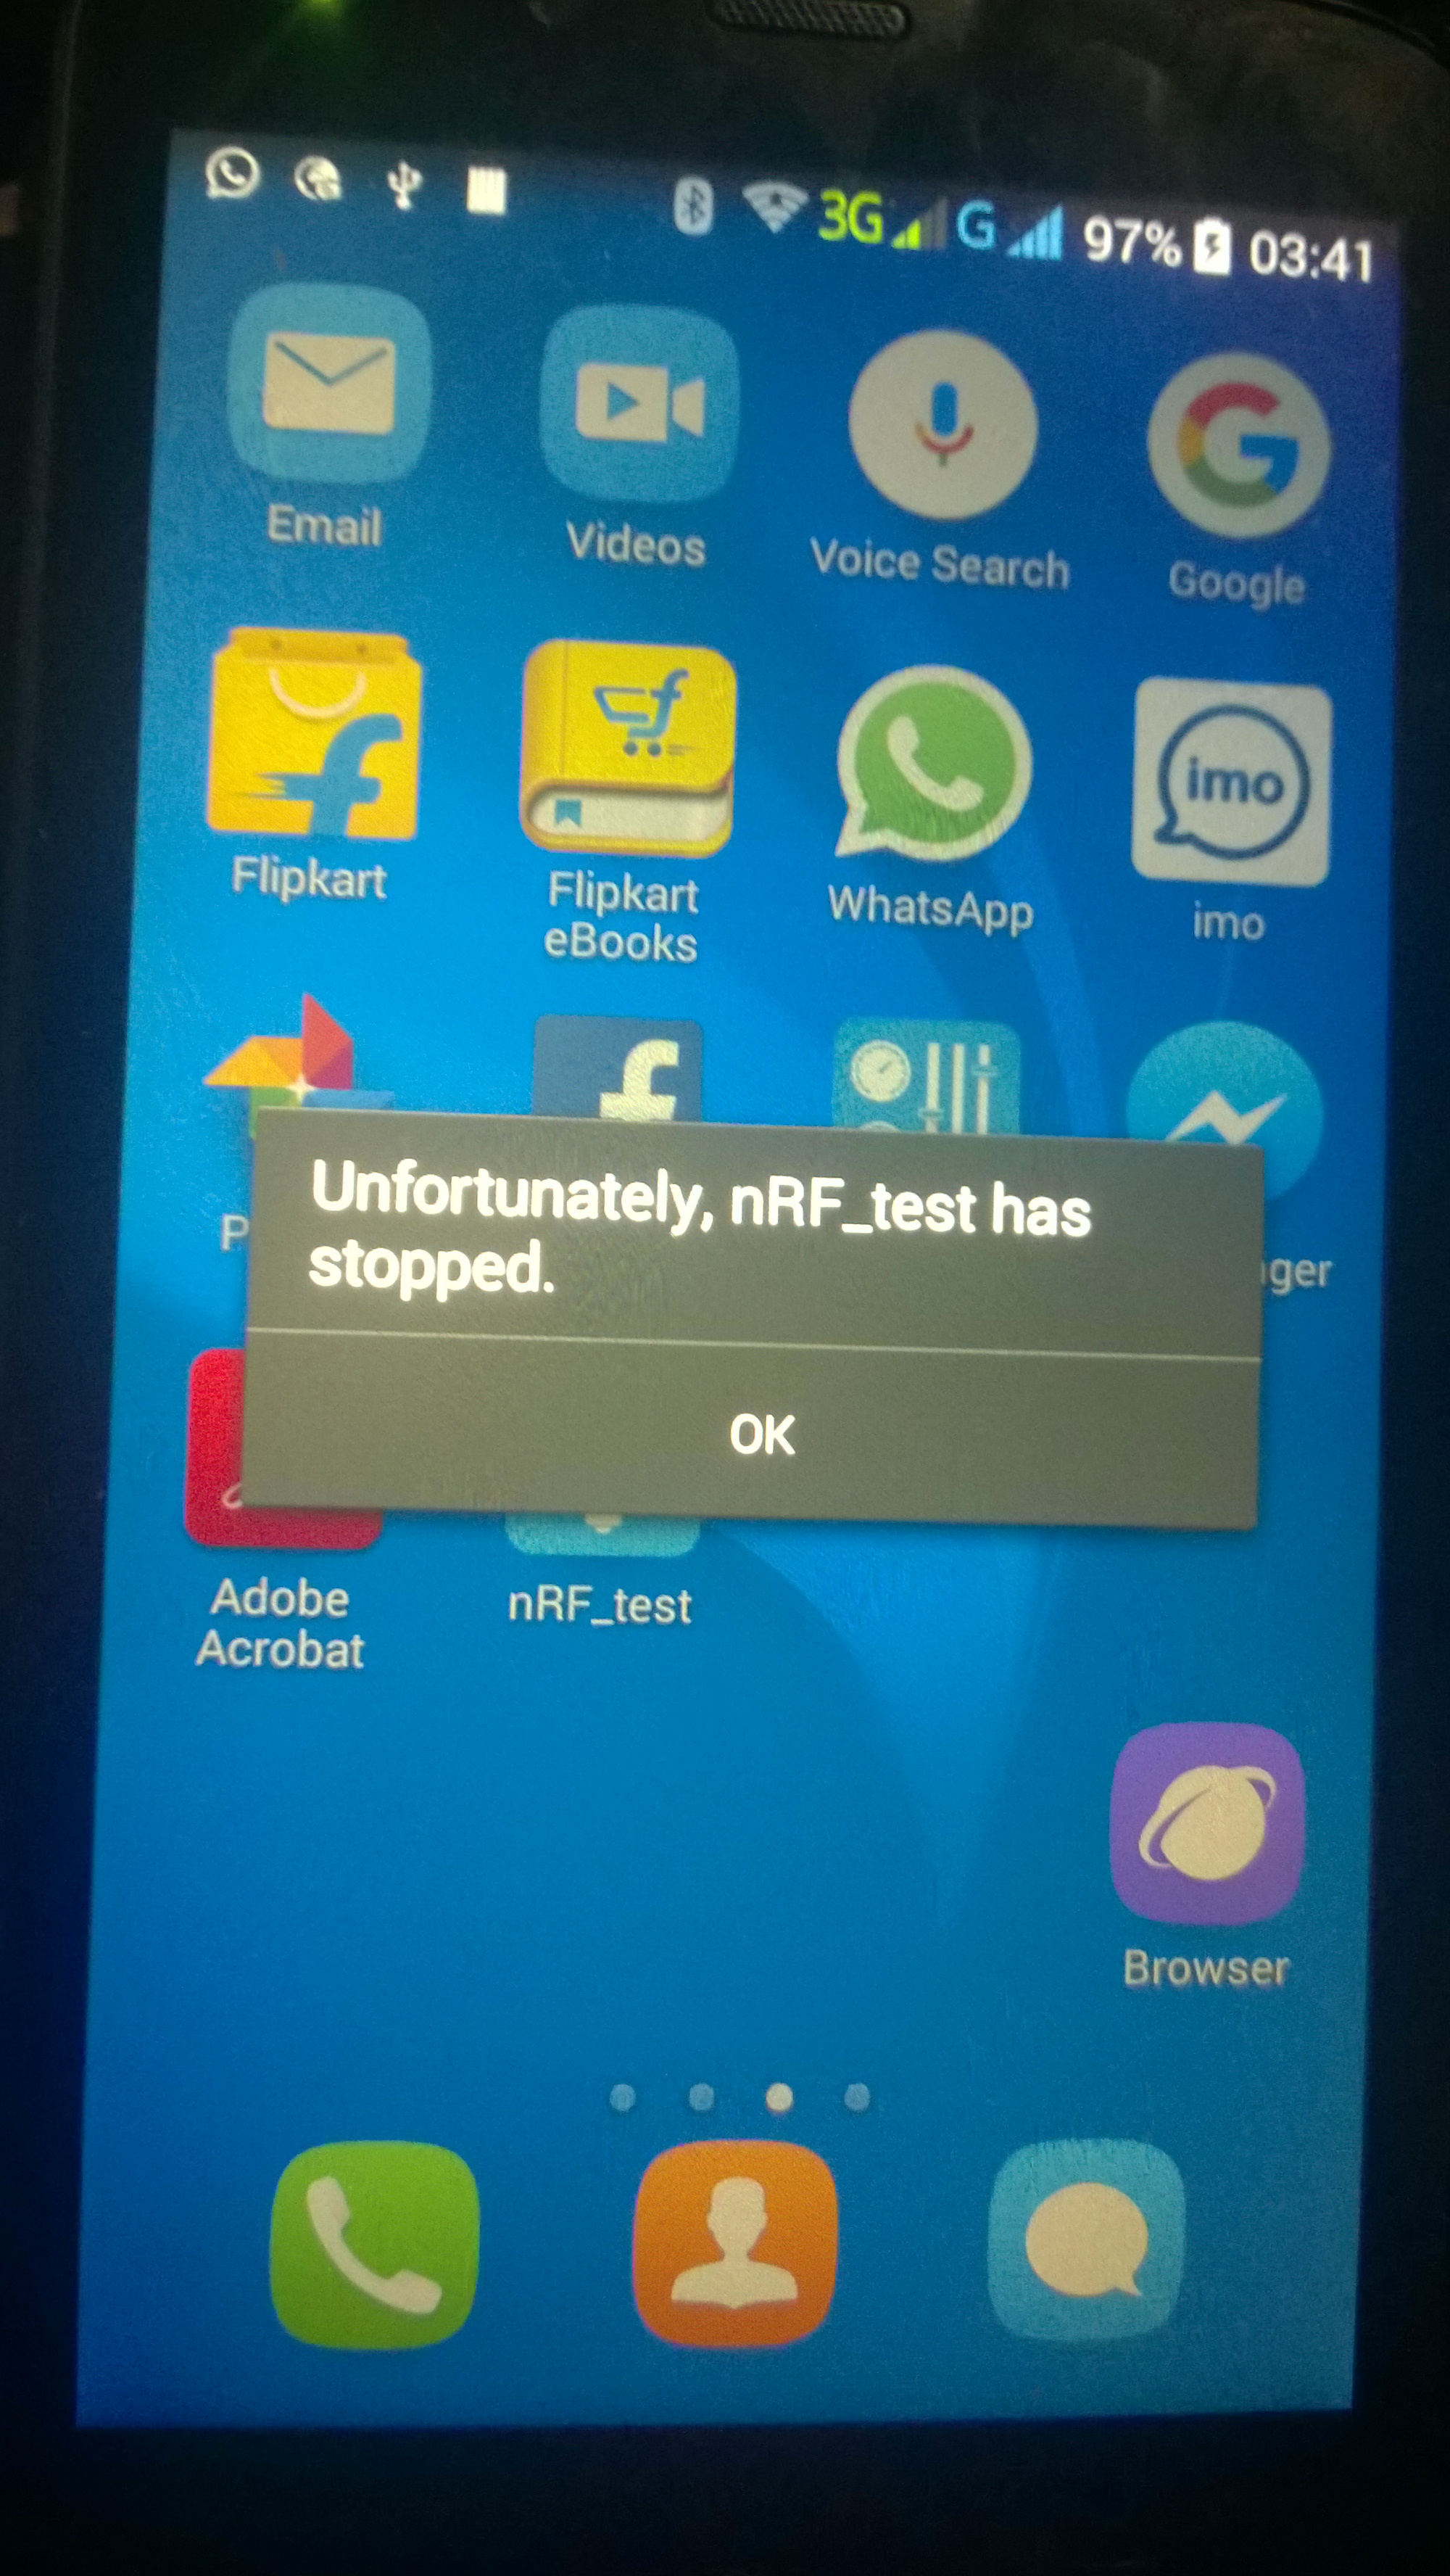 3G G 97% 03:41
Email Videos Voice Search Google
imo
Flipkart Flipkart eBooks WhatsApp imo
Unfortunately, nRF_test has
stopped.
OK
Adobe
Acrobat
nRF_test
Browser